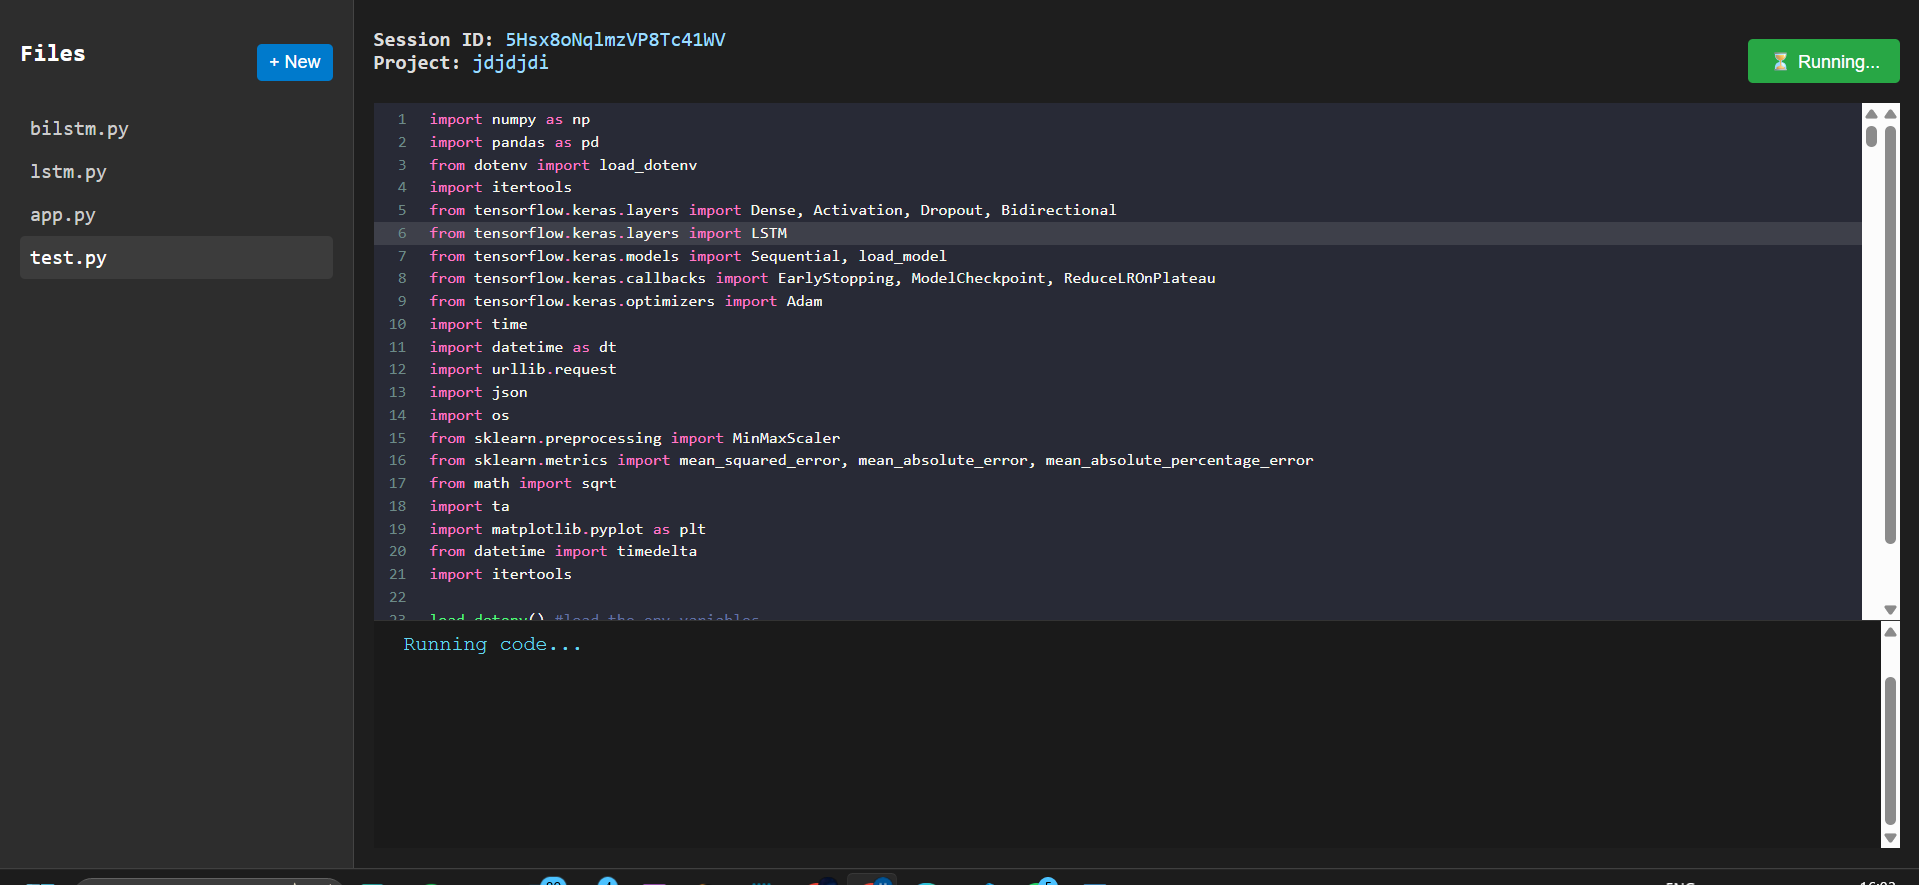 Files
+ New
bilstm.py
lstm.py
app.py
test.py
Session ID: 5Hsx8oNqlmzVP8Tc41WV
Project: jdjdjdi
⏳ Running...
1 import numpy as np
2 import pandas as pd
3 from dotenv import load_dotenv
4 import itertools
5 from tensorflow.keras.layers import Dense, Activation, Dropout, Bidirectional
6 from tensorflow.keras.layers import LSTM
7 from tensorflow.keras.models import Sequential, load_model
8 from tensorflow.keras.callbacks import EarlyStopping, ModelCheckpoint, ReduceLROnPlateau
9 from tensorflow.keras.optimizers import Adam
10 import time
11 import datetime as dt
12 import urllib.request
13 import json
14 import os
15 from sklearn.preprocessing import MinMaxScaler
16 from sklearn.metrics import mean_squared_error, mean_absolute_error, mean_absolute_percentage_error
17 from math import sqrt
18 import ta
19 import matplotlib.pyplot as plt
20 from datetime import timedelta
21 import itertools
22
23 load_dotenv() #load the env variables
Running code...